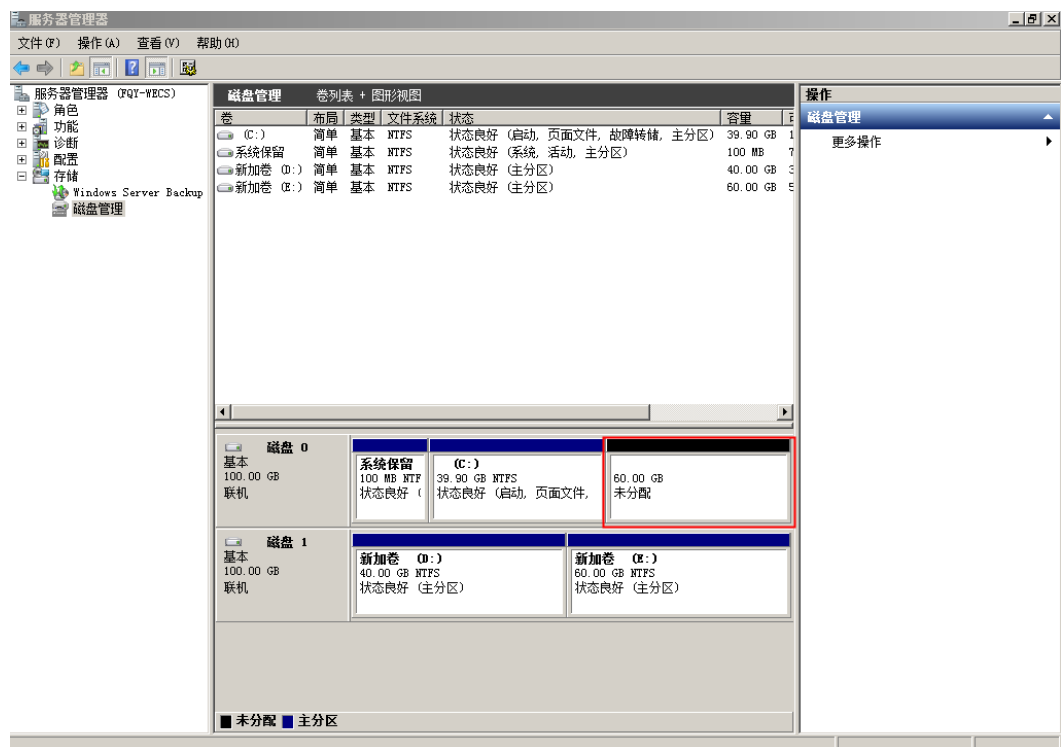 服务器管理器
文件(F) 操作(A) 查看(V) 帮助(H)
服务器管理器 (FQY-WECS)
角色
功能
诊断
配置
存储
Windows Server Backup
磁盘管理
磁盘管理 卷列表 + 图形视图
卷 布局 类型 文件系统 状态 容量
(C:) 简单 基本 NTFS 状态良好 (启动, 页面文件, 故障转储, 主分区) 39.90 GB 1
系统保留 简单 基本 NTFS 状态良好 (系统, 活动, 主分区) 100 MB 7
新加卷 (D:) 简单 基本 NTFS 状态良好 (主分区) 40.00 GB 3
新加卷 (E:) 简单 基本 NTFS 状态良好 (主分区) 60.00 GB 5
操作
磁盘管理
更多操作
磁盘 0
基本
100.00 GB
联机
系统保留
100 MB NTF
状态良好 (
(C:)
39.90 GB NTFS
状态良好 (启动, 页面文件,
60.00 GB
未分配
磁盘 1
基本
100.00 GB
联机
新加卷 (D:)
40.00 GB NTFS
状态良好 (主分区)
新加卷 (E:)
60.00 GB NTFS
状态良好 (主分区)
未分配 主分区